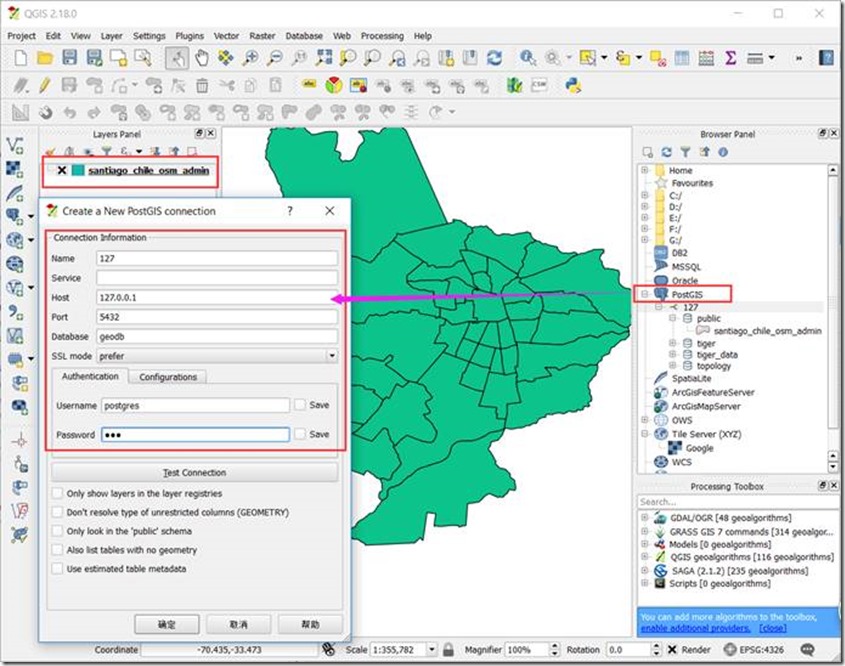 QGIS 2.18.0
Project Edit View Layer Settings Plugins Vector Raster Database Web Processing Help
Layers Panel
santiago_chile_osm_admin
Create a New PostGIS connection
?
Connection Information
Name 127
Service
Host 127.0.0.1
Port 5432
Database geodb
SSL mode prefer
Authentication Configurations
Username postgres Save
Password ●●● Save
Test Connection
Only show layers in the layer registries
Don't resolve type of unrestricted columns (GEOMETRY)
Only look in the 'public' schema
Also list tables with no geometry
Use estimated table metadata
确定 取消 帮助
Browser Panel
Home
Favourites
C:/
D:/
E:/
F:/
G:/
DB2
MSSQL
Oracle
PostGIS
127
public
santiago_chile_osm_admin
tiger
tiger_data
topology
SpatiaLite
ArcGisFeatureServer
ArcGisMapServer
OWS
Tile Server (XYZ)
Google
WCS
Processing Toolbox
Search...
GDAL/OGR [48 geoalgorithms]
GRASS GIS 7 commands [314 geoalgor...
Models [0 geoalgorithms]
QGIS geoalgorithms [116 geoalgorithms]
SAGA (2.1.2) [235 geoalgorithms]
Scripts [0 geoalgorithms]
You can add more algorithms to the toolbox,
enable additional providers. [close]
Coordinate -70.435,-33.473 Scale 1:355,782 Magnifier 100% Rotation 0.0 Render EPSG:4326